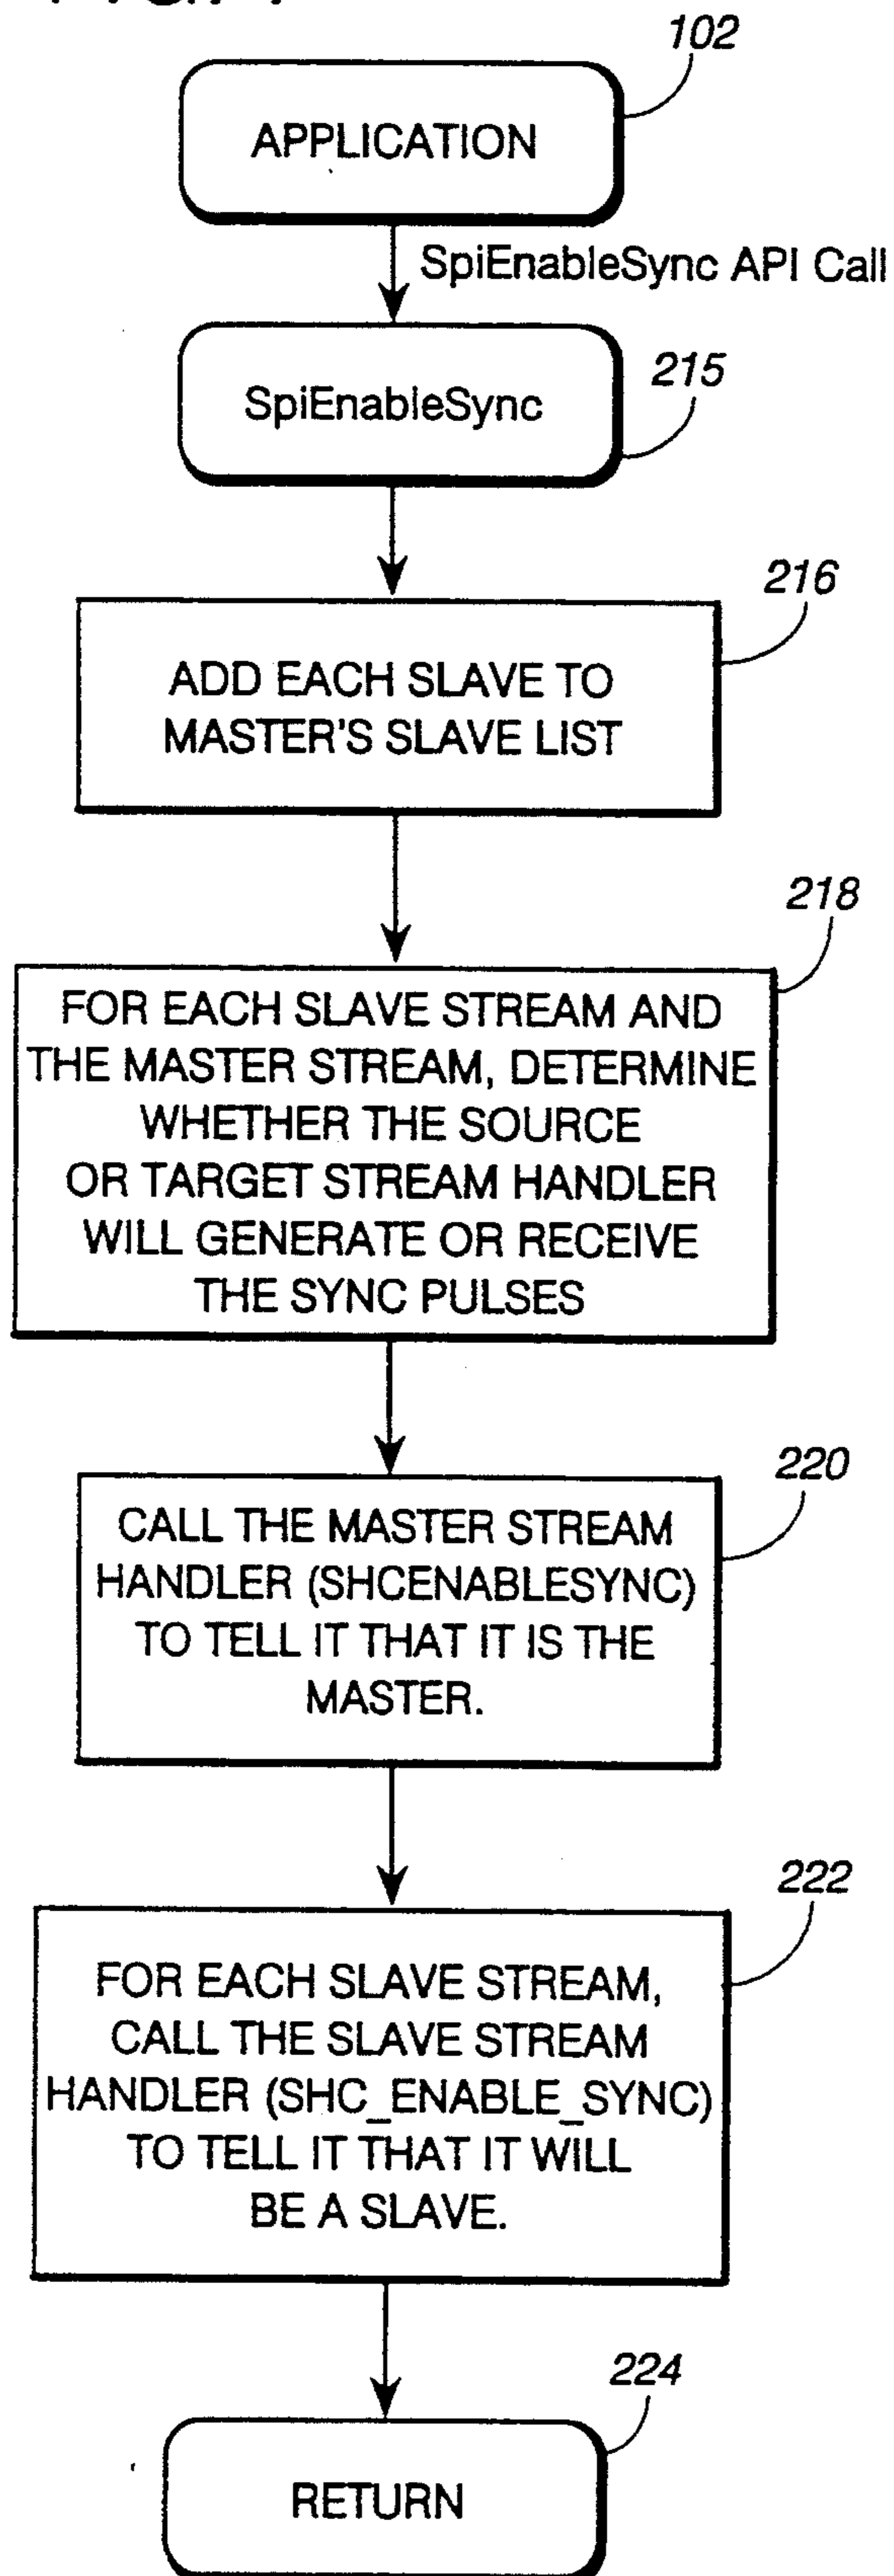 102
APPLICATION
SpiEnableSync API Call
215
SpiEnableSync
216
ADD EACH SLAVE TO
MASTER'S SLAVE LIST
218
FOR EACH SLAVE STREAM AND
THE MASTER STREAM, DETERMINE
WHETHER THE SOURCE
OR TARGET STREAM HANDLER
WILL GENERATE OR RECEIVE
THE SYNC PULSES
220
CALL THE MASTER STREAM
HANDLER (SHCENABLESYNC)
TO TELL IT THAT IT IS THE
MASTER.
222
FOR EACH SLAVE STREAM,
CALL THE SLAVE STREAM
HANDLER (SHC_ENABLE_SYNC)
TO TELL IT THAT IT WILL
BE A SLAVE.
224
RETURN